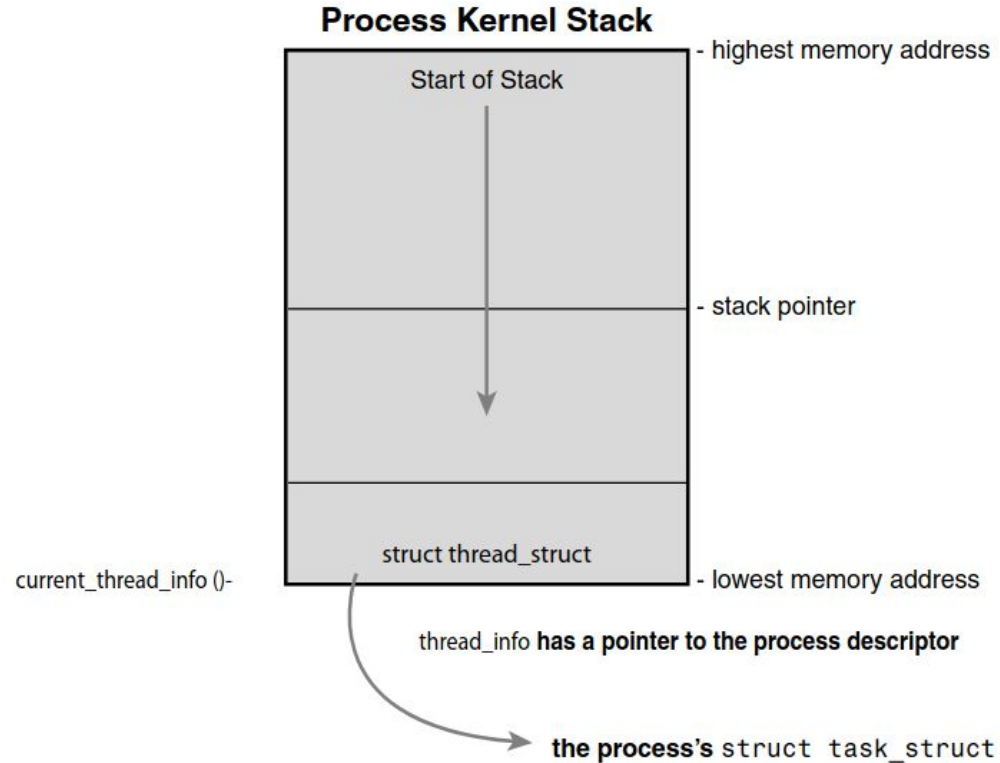 Process Kernel Stack
- highest memory address
Start of Stack
- stack pointer
struct thread_struct
current_thread_info ()-
- lowest memory address
thread_info has a pointer to the process descriptor
the process’s struct task_struct